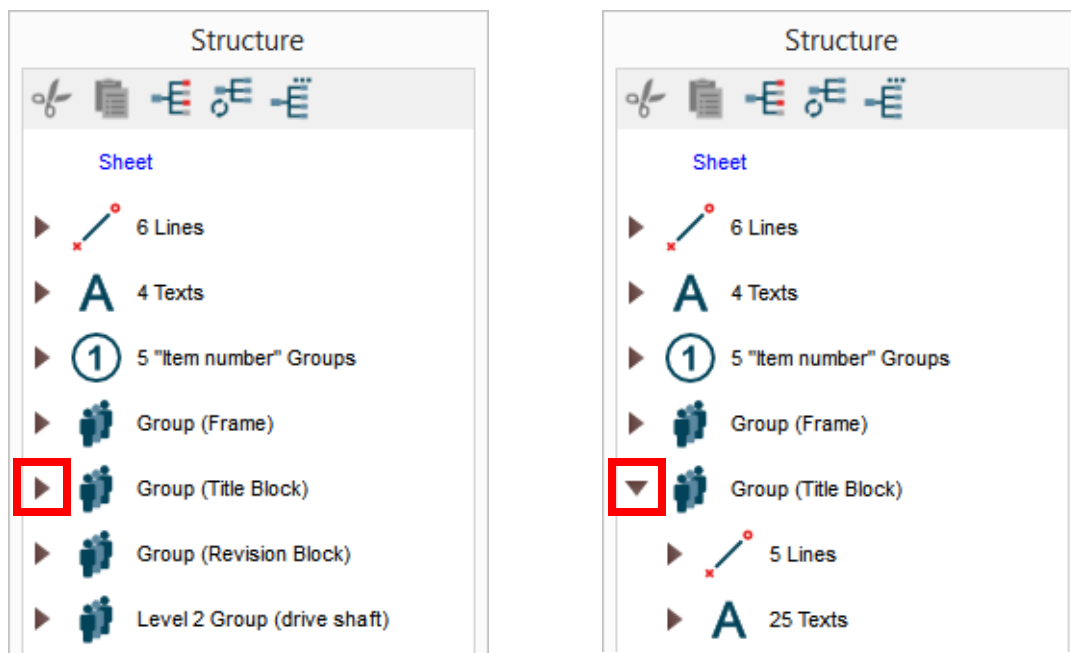 Structure
Sheet
6 Lines
A 4 Texts
1 5 "Item number" Groups
Group (Frame)
Group (Title Block)
Group (Revision Block)
Level 2 Group (drive shaft)
Structure
Sheet
6 Lines
A 4 Texts
1 5 "Item number" Groups
Group (Frame)
Group (Title Block)
5 Lines
A 25 Texts